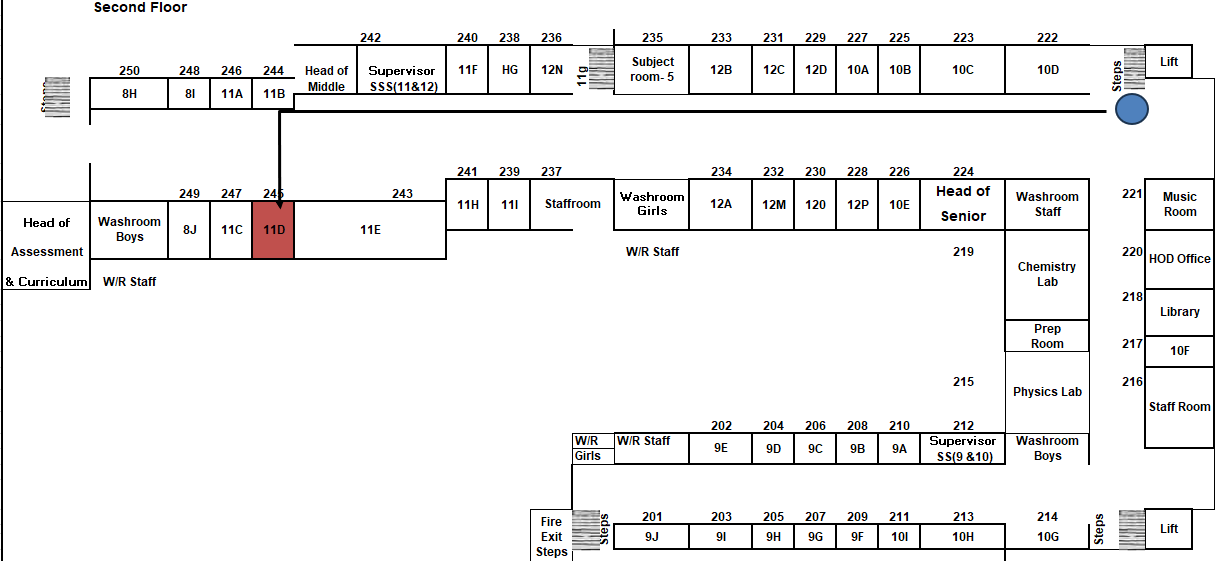 Second Floor
242 240 238 236 235 233 231 229 227 225 223 222
250 248 246 244
Head of
Middle
Supervisor
SSS(11&12)
11F HG 12N 11g
Subject
room- 5
12B 12C 12D 10A 10B 10C 10D Steps Lift
8H 8I 11A 11B
241 239 237 234 232 230 228 226 224
249 247 245 243
11H 11I Staffroom
Washroom
Girls
12A 12M 120 12P 10E
Head of
Senior
Washroom
Staff
221
Music
Room
Head of
Assessment
& Curriculum
Washroom
Boys
8J 11C 11D 11E
W/R Staff
W/R Staff
219
Chemistry
Lab
220 HOD Office
218
Library
Prep
Room
217
10F
215
Physics Lab
216
Staff Room
202 204 206 208 210 212
W/R
Girls
W/R Staff
9E 9D 9C 9B 9A
Supervisor
SS(9 &10)
Washroom
Boys
Fire
Exit
Steps
Steps
201 203 205 207 209 211 213 214
9J 9I 9H 9G 9F 10I 10H 10G
Steps
Lift